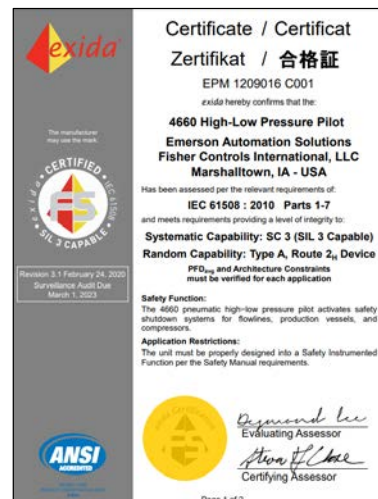 exida
Certificate / Certificat
Zertifikat / 合格証
EPM 1209016 C001
exida hereby confirms that the:
4660 High-Low Pressure Pilot
Emerson Automation Solutions
Fisher Controls International, LLC
Marshalltown, IA - USA
Has been assessed per the relevant requirements of:
IEC 61508 : 2010 Parts 1-7
and meets requirements providing a level of integrity to:
Systematic Capability: SC 3 (SIL 3 Capable)
Random Capability: Type A, Route 2H Device
PFDavg and Architecture Constraints
must be verified for each application
Safety Function:
The 4660 pneumatic high-low pressure pilot activates safety
shutdown systems for flowlines, production vessels, and
compressors.
Application Restrictions:
The unit must be properly designed into a Safety Instrumented
Function per the Safety Manual requirements.
The manufacturer
may use the mark:
CERTIFIED
IEC 61508
SIL 3 CAPABLE
FS
Revision 3.1 February 24, 2020
Surveillance Audit Due
March 1, 2023
ANSI
ACCREDITED
Evaluating Assessor
Certifying Assessor
Page 1 of 2